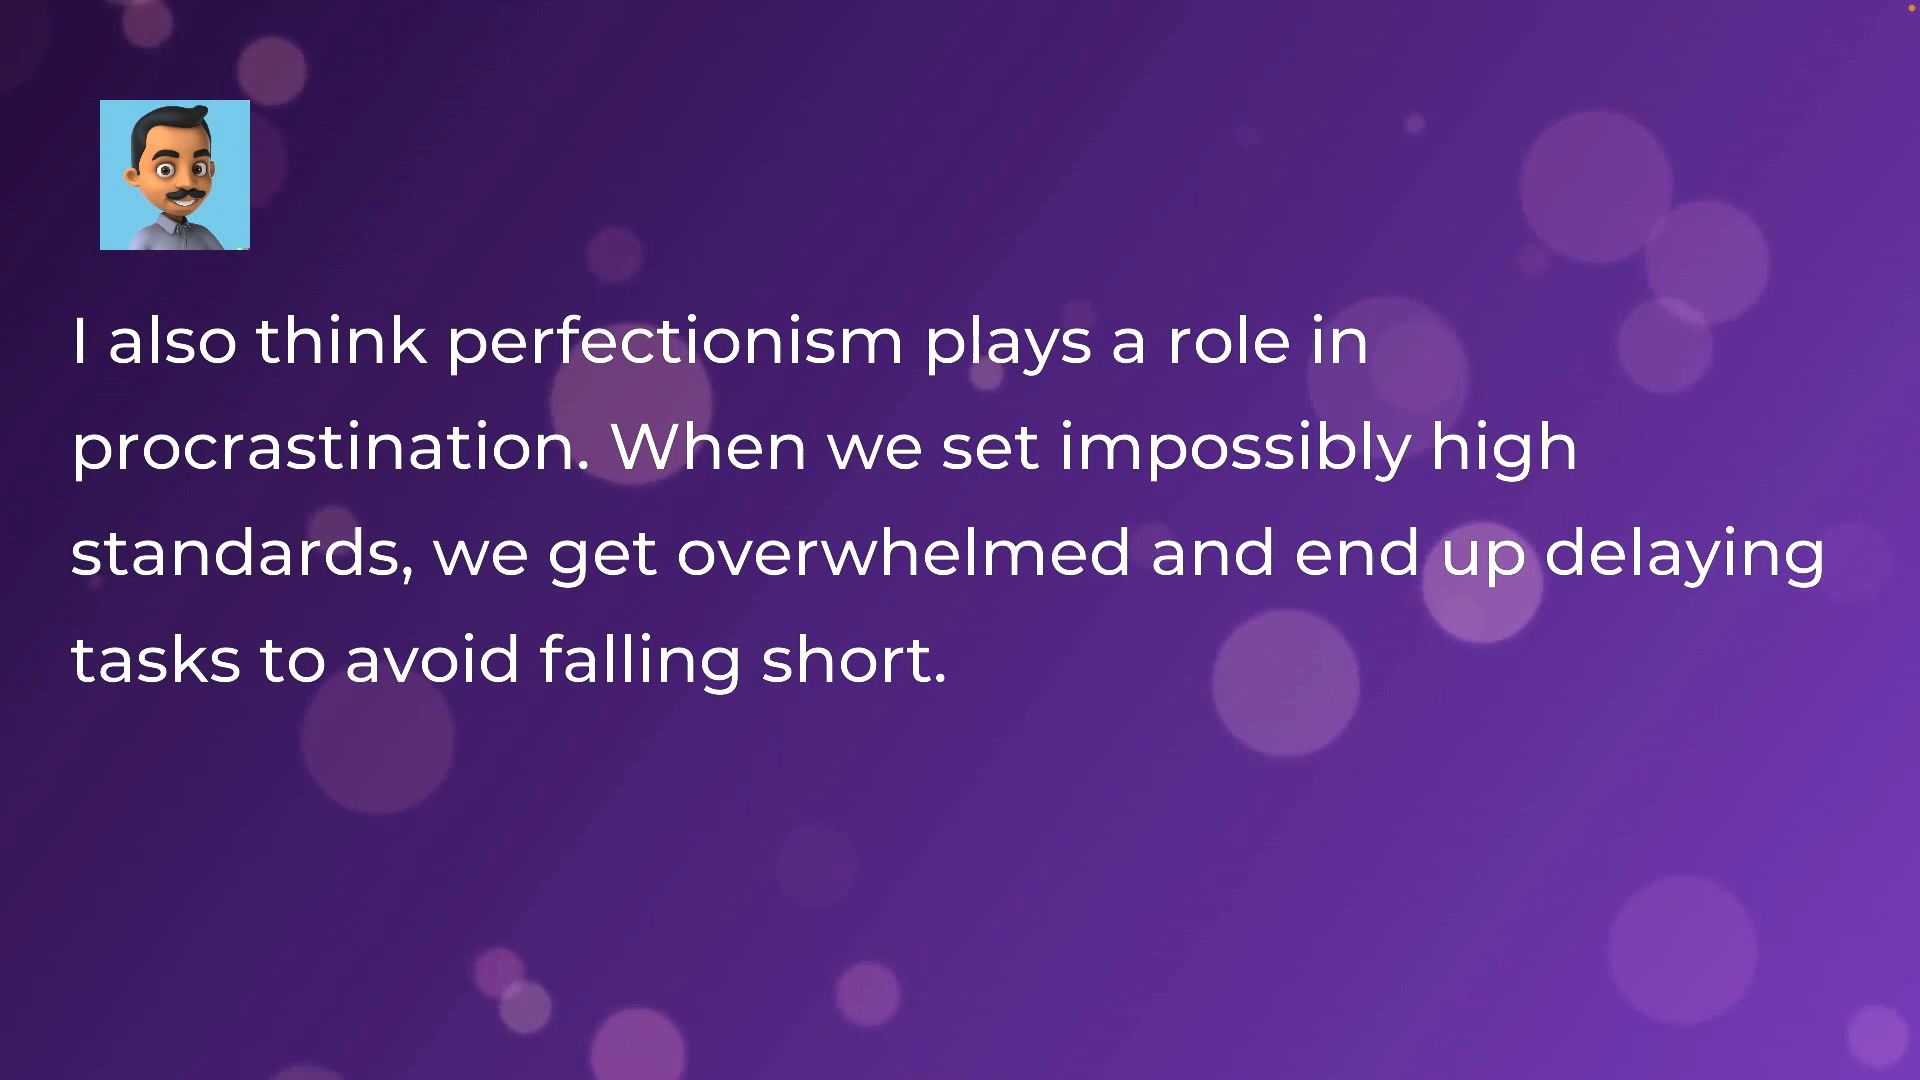 I also think perfectionism plays a role in
procrastination. When we set impossibly high
standards, we get overwhelmed and end up delaying
tasks to avoid falling short.